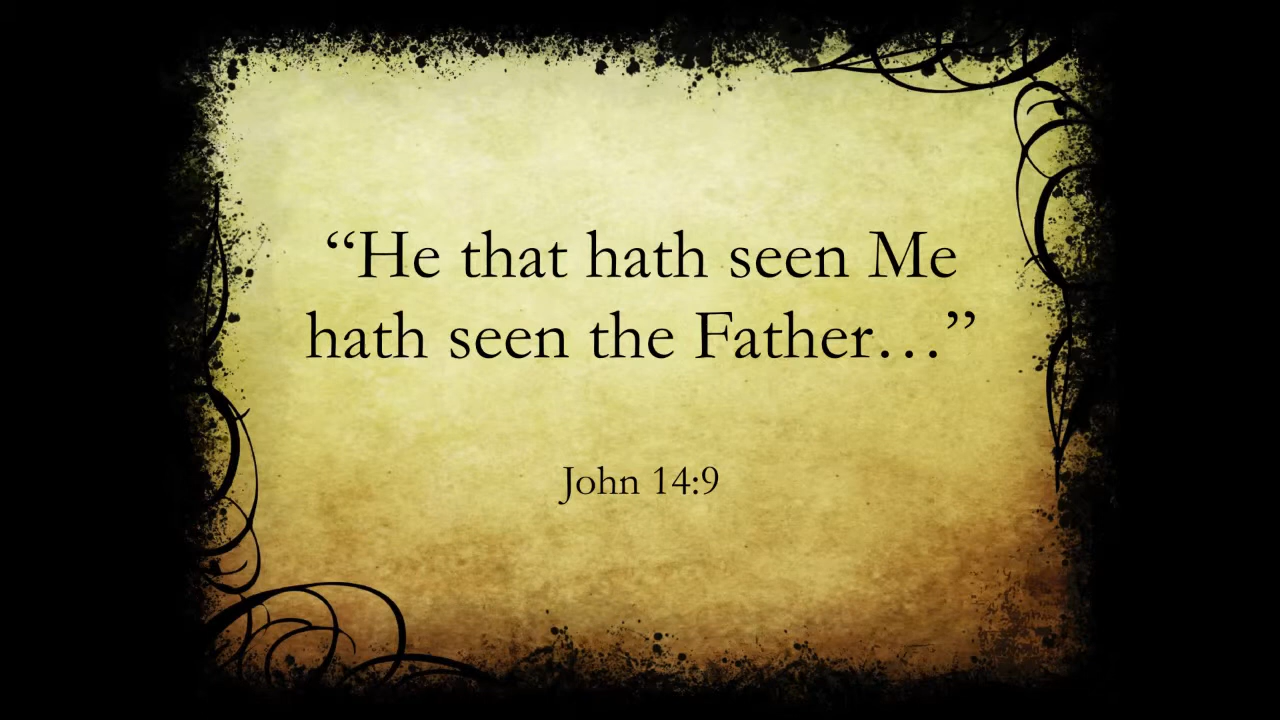 “He that hath seen Me
hath seen the Father…”
John 14:9